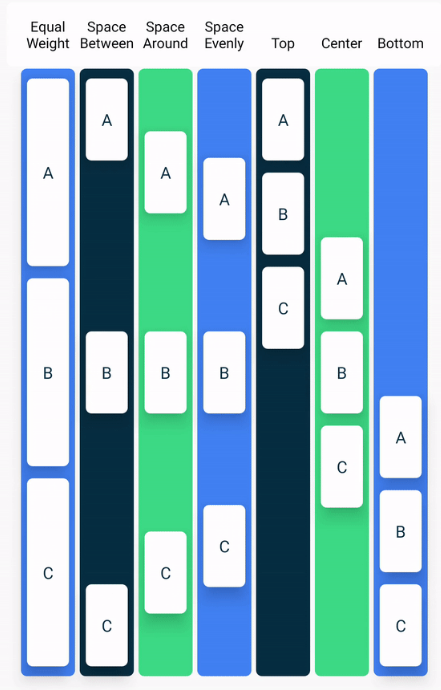 Equal Weight
Space Between
Space Around
Space Evenly
Top
Center
Bottom
A
B
C
A
B
C
A
B
C
A
B
C
A
B
C
A
B
C
A
B
C